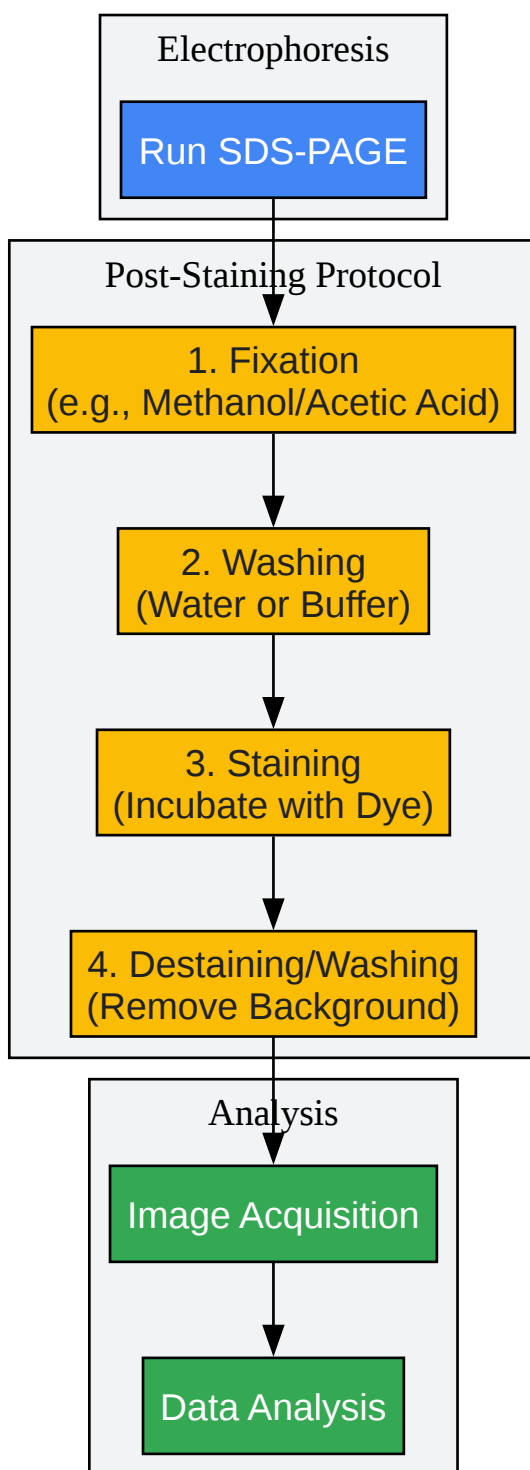 Electrophoresis
Run SDS-PAGE
Post-Staining Protocol
1. Fixation
(e.g., Methanol/Acetic Acid)
2. Washing
(Water or Buffer)
3. Staining
(Incubate with Dye)
4. Destaining/Washing
(Remove Background)
Analysis
Image Acquisition
Data Analysis